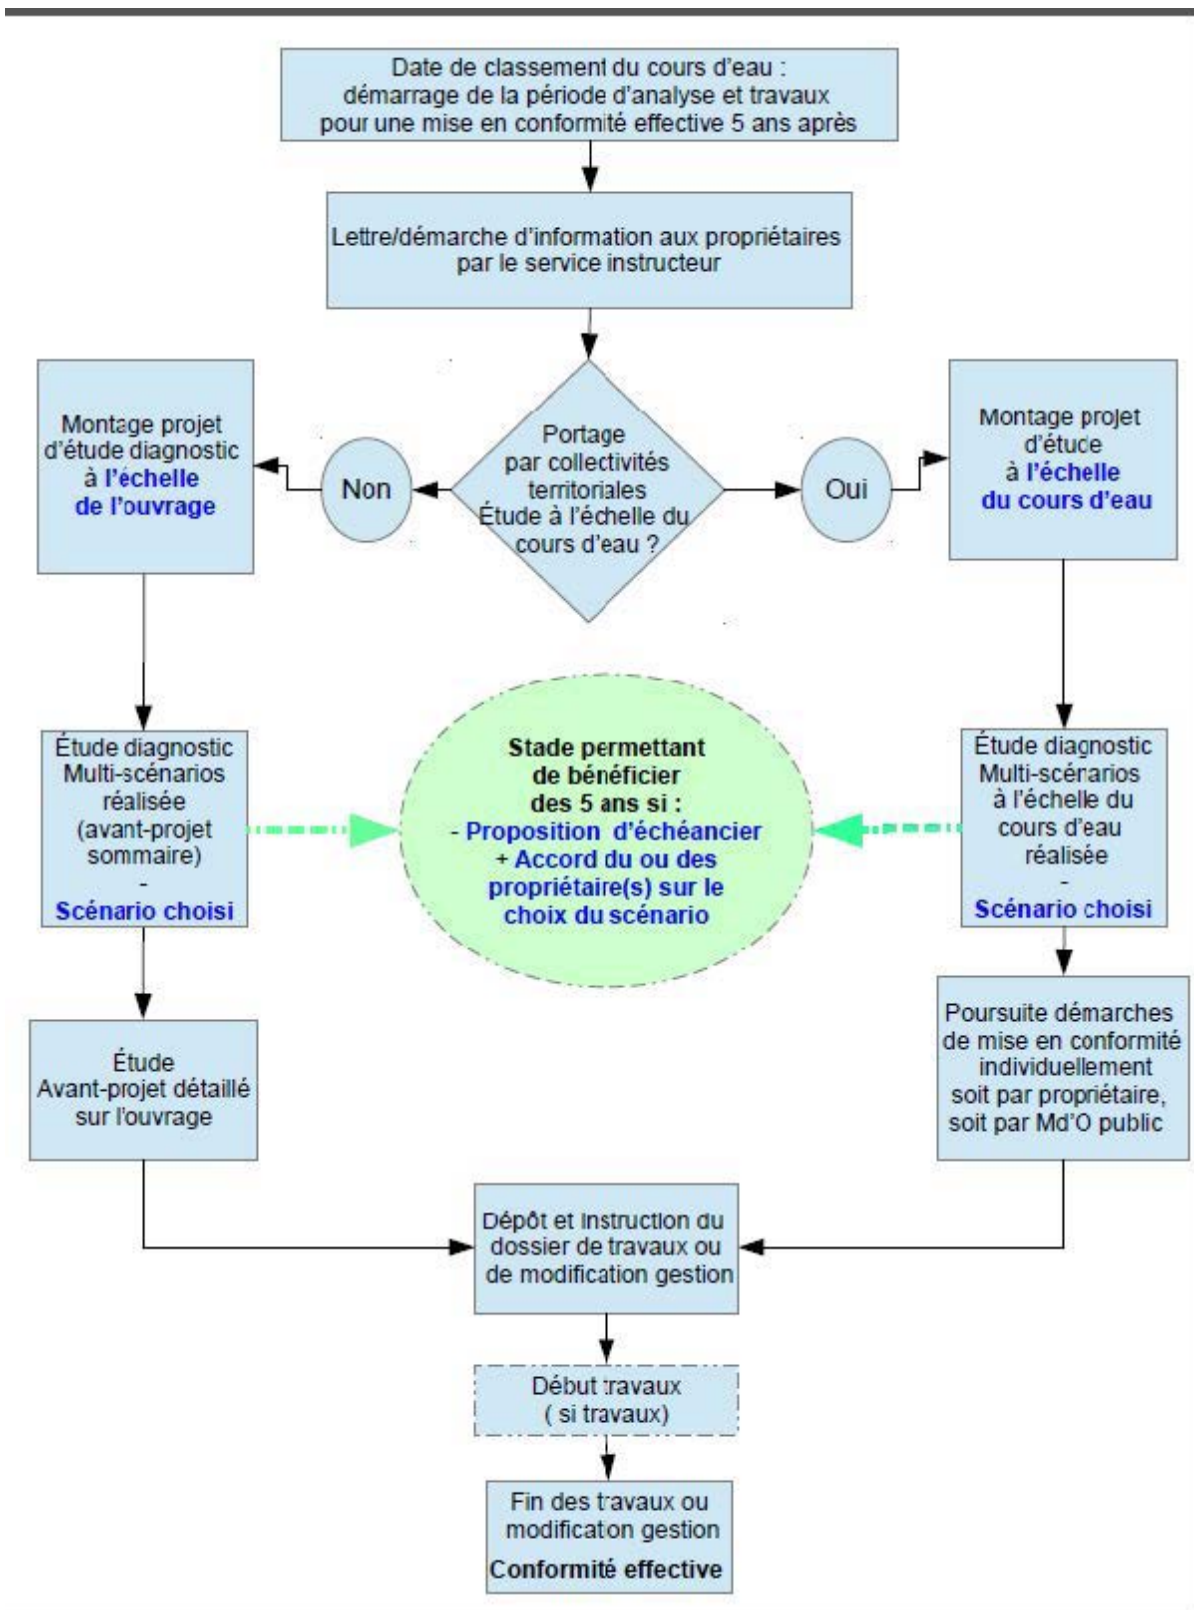 Date de classement du cours d'eau :
démarrage de la période d'analyse et travaux
pour une mise en conformité effective 5 ans après
Lettre/démarche d'information aux propriétaires
par le service instructeur
Montage projet
d'étude diagnostic
à l'échelle
de l'ouvrage
Non
Portage
par collectivités
territoriales
Étude à l'échelle du
cours d'eau ?
Oui
Montage projet
d'étude
à l'échelle
du cours d'eau
Étude diagnostic
Multi-scénarios
réalisée
(avant-projet
sommaire)
-
Scénario choisi
Stade permettant
de bénéficier
des 5 ans si :
- Proposition d'échéancier
+ Accord du ou des
propriétaire(s) sur le
choix du scénario
Étude diagnostic
Multi-scénarios
à l'échelle du
cours d'eau
réalisée
-
Scénario choisi
Étude
Avant-projet détaillé
sur l'ouvrage
Poursuite démarches
de mise en conformité
individuellement
soit par propriétaire,
soit par Md'O public
Dépôt et instruction du
dossier de travaux ou
de modification gestion
Début travaux
( si travaux)
Fin des travaux ou
modification gestion
Conformité effective